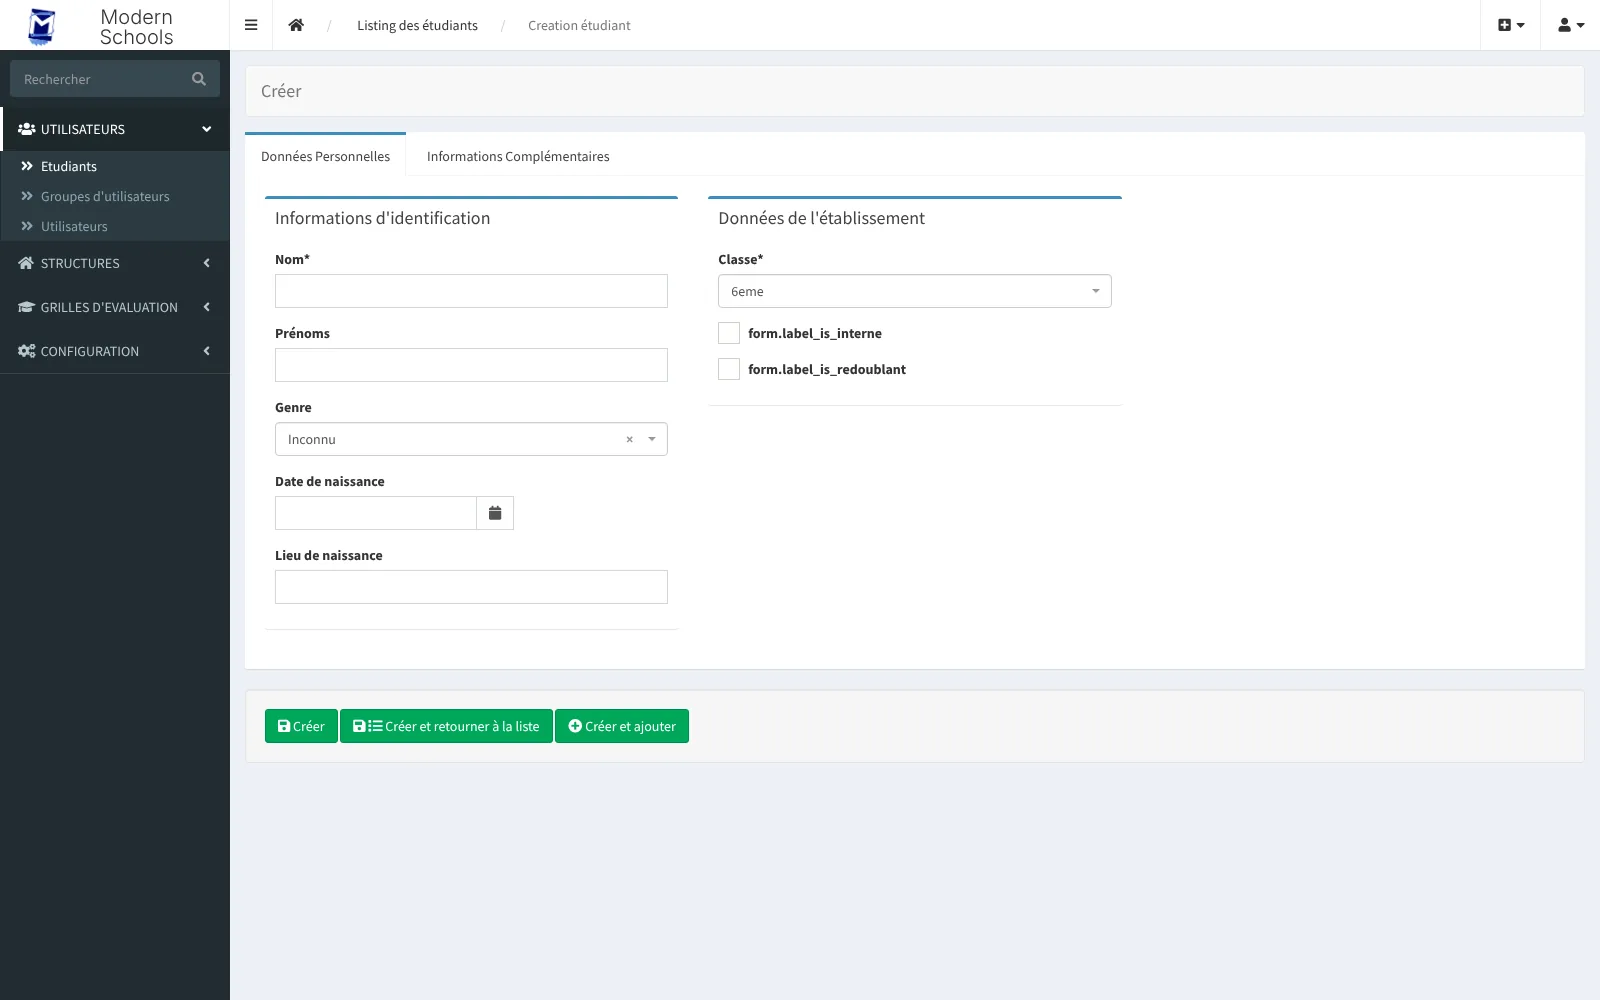 Modern
Schools
/ Listing des étudiants / Creation étudiant
Rechercher
UTILISATEURS
Etudiants
Groupes d'utilisateurs
Utilisateurs
STRUCTURES
GRILLES D'EVALUATION
CONFIGURATION
Créer
Données Personnelles
Informations Complémentaires
Informations d'identification
Nom*
Prénoms
Genre
Inconnu ×
Date de naissance
Lieu de naissance
Données de l'établissement
Classe*
6eme
form.label_is_interne
form.label_is_redoublant
Créer
Créer et retourner à la liste
Créer et ajouter